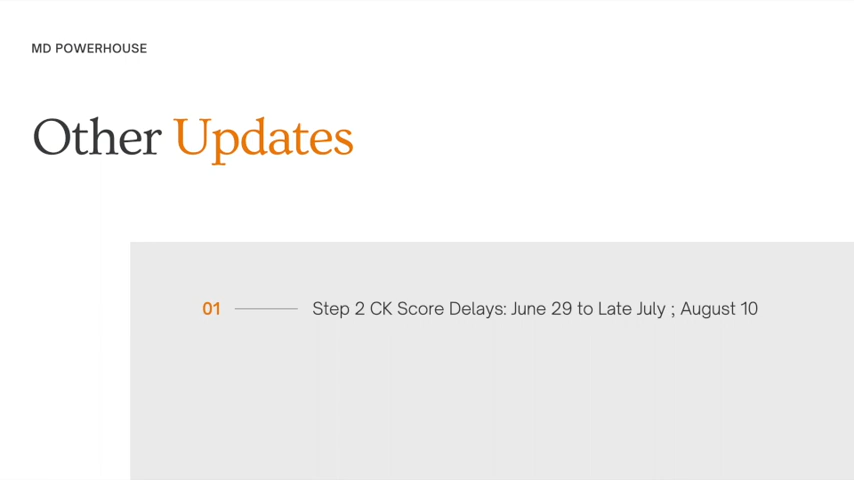 MD POWERHOUSE
Other Updates
01 Step 2 CK Score Delays: June 29 to Late July ; August 10